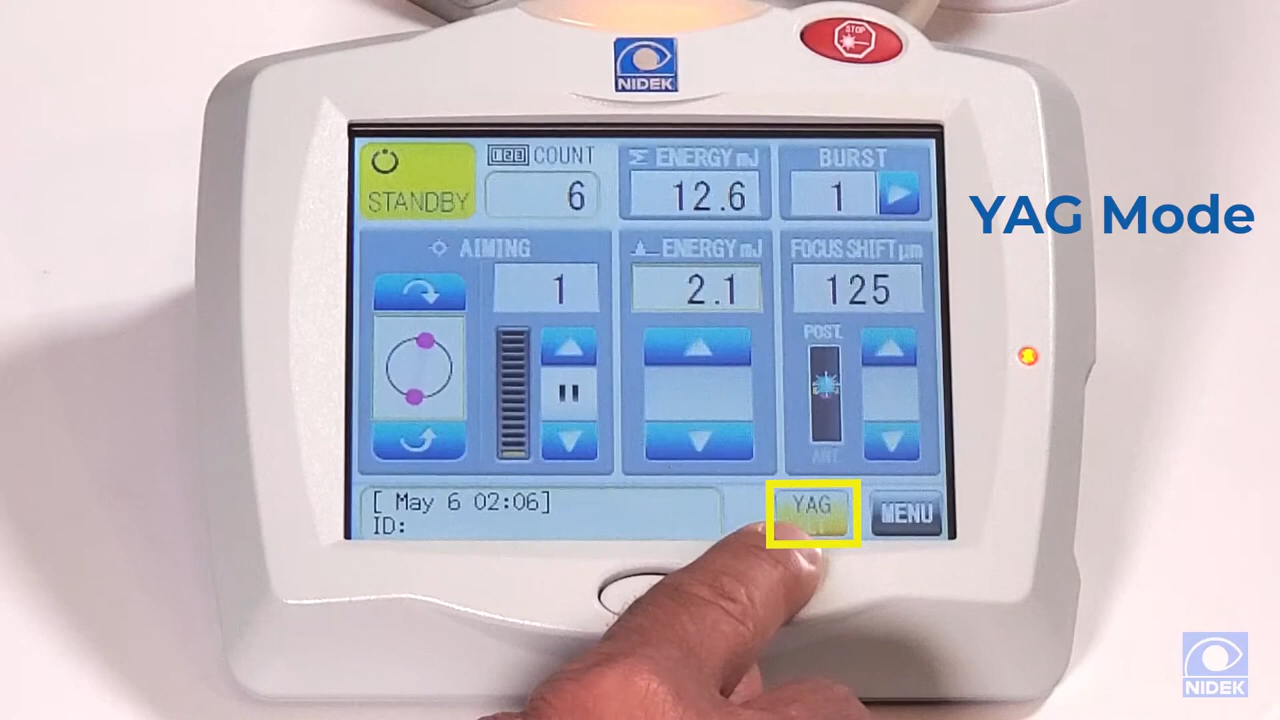 STOP
NIDEK
STANDBY
123 COUNT
6
Σ ENERGY mJ
12.6
BURST
1
YAG Mode
AIMING
1
ENERGY mJ
2.1
FOCUS SHIFT µm
125
POST.
ANT.
[ May 6 02:06]
ID:
YAG
MENU
NIDEK